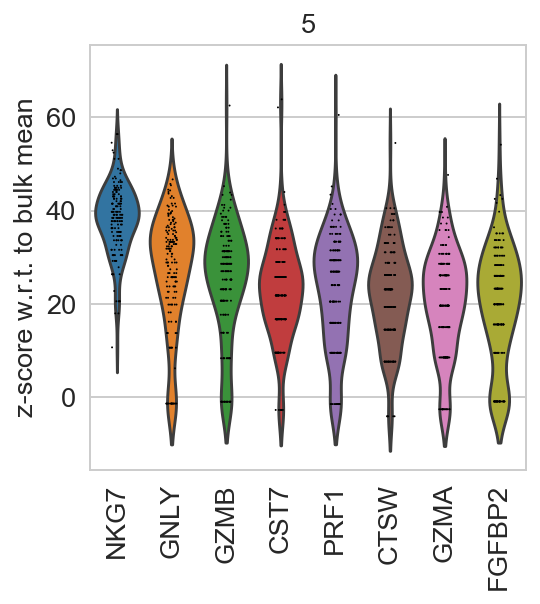 5
z-score w.r.t. to bulk mean
60
40
20
0
NKG7
GNLY
GZMB
CST7
PRF1
CTSW
GZMA
FGFBP2